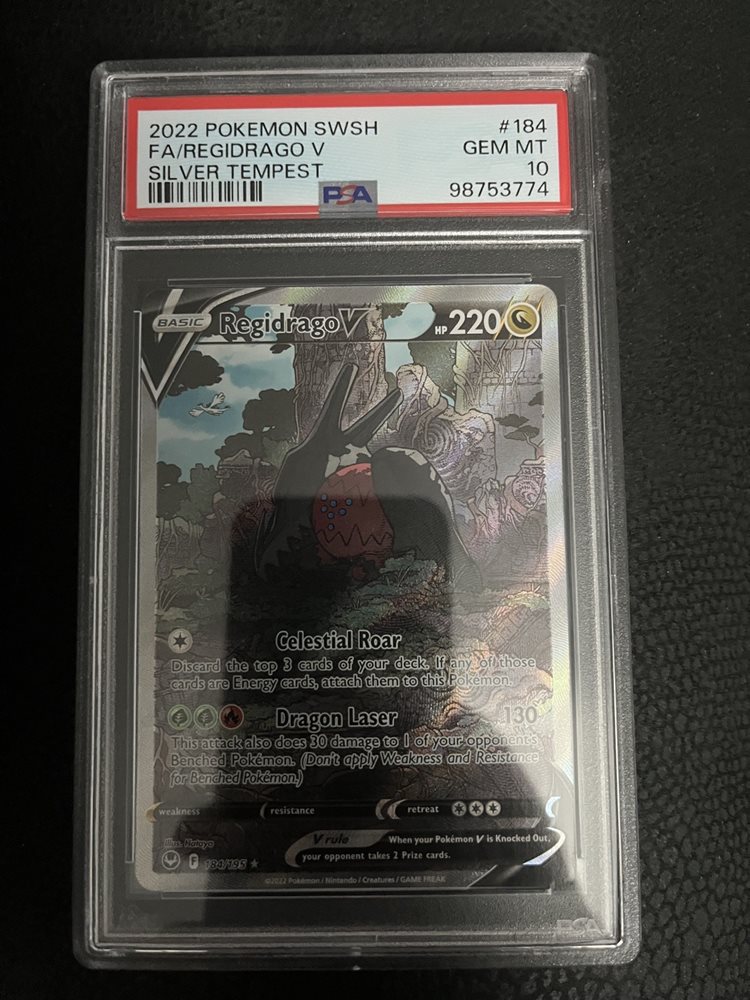 2022 POKEMON SWSH #184
FA/REGIDRAGO V GEM MT
SILVER TEMPEST 10
PSA 98753774
BASIC Regidrago V HP 220
Celestial Roar
Discard the top 3 cards of your deck. If any of those
cards are Energy cards, attach them to this Pokémon.
Dragon Laser 130
This attack also does 30 damage to 1 of your opponent's
Benched Pokémon. (Don't apply Weakness and Resistance
for Benched Pokémon.)
weakness resistance retreat
Illus. Nataya
V rule When your Pokémon V is Knocked Out,
your opponent takes 2 Prize cards.
F 184/195 ★
©2022 Pokémon / Nintendo / Creatures / GAME FREAK
PSA